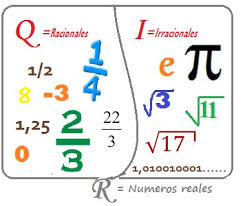 Q =Racionales
1/2
1/4
8
-3
1,25
2/3
22/3
0
I =Irracionales
e
π
√3
√11
√17
1,010010001......
R = Numeros reales